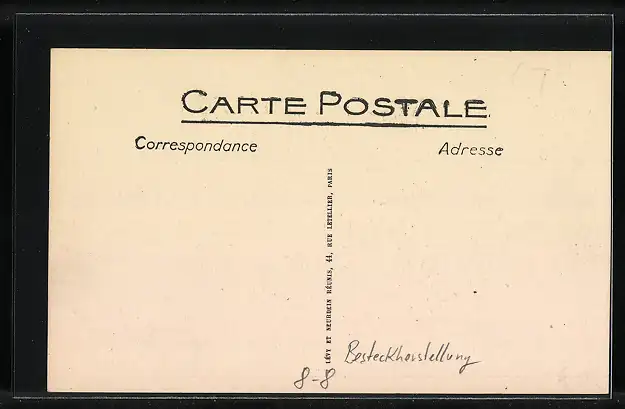 CARTE POSTALE
Correspondance
Adresse
LÉVY ET NEURDEIN RÉUNIS, 44, RUE LETELLIER, PARIS
Besteckherstellung
8-8